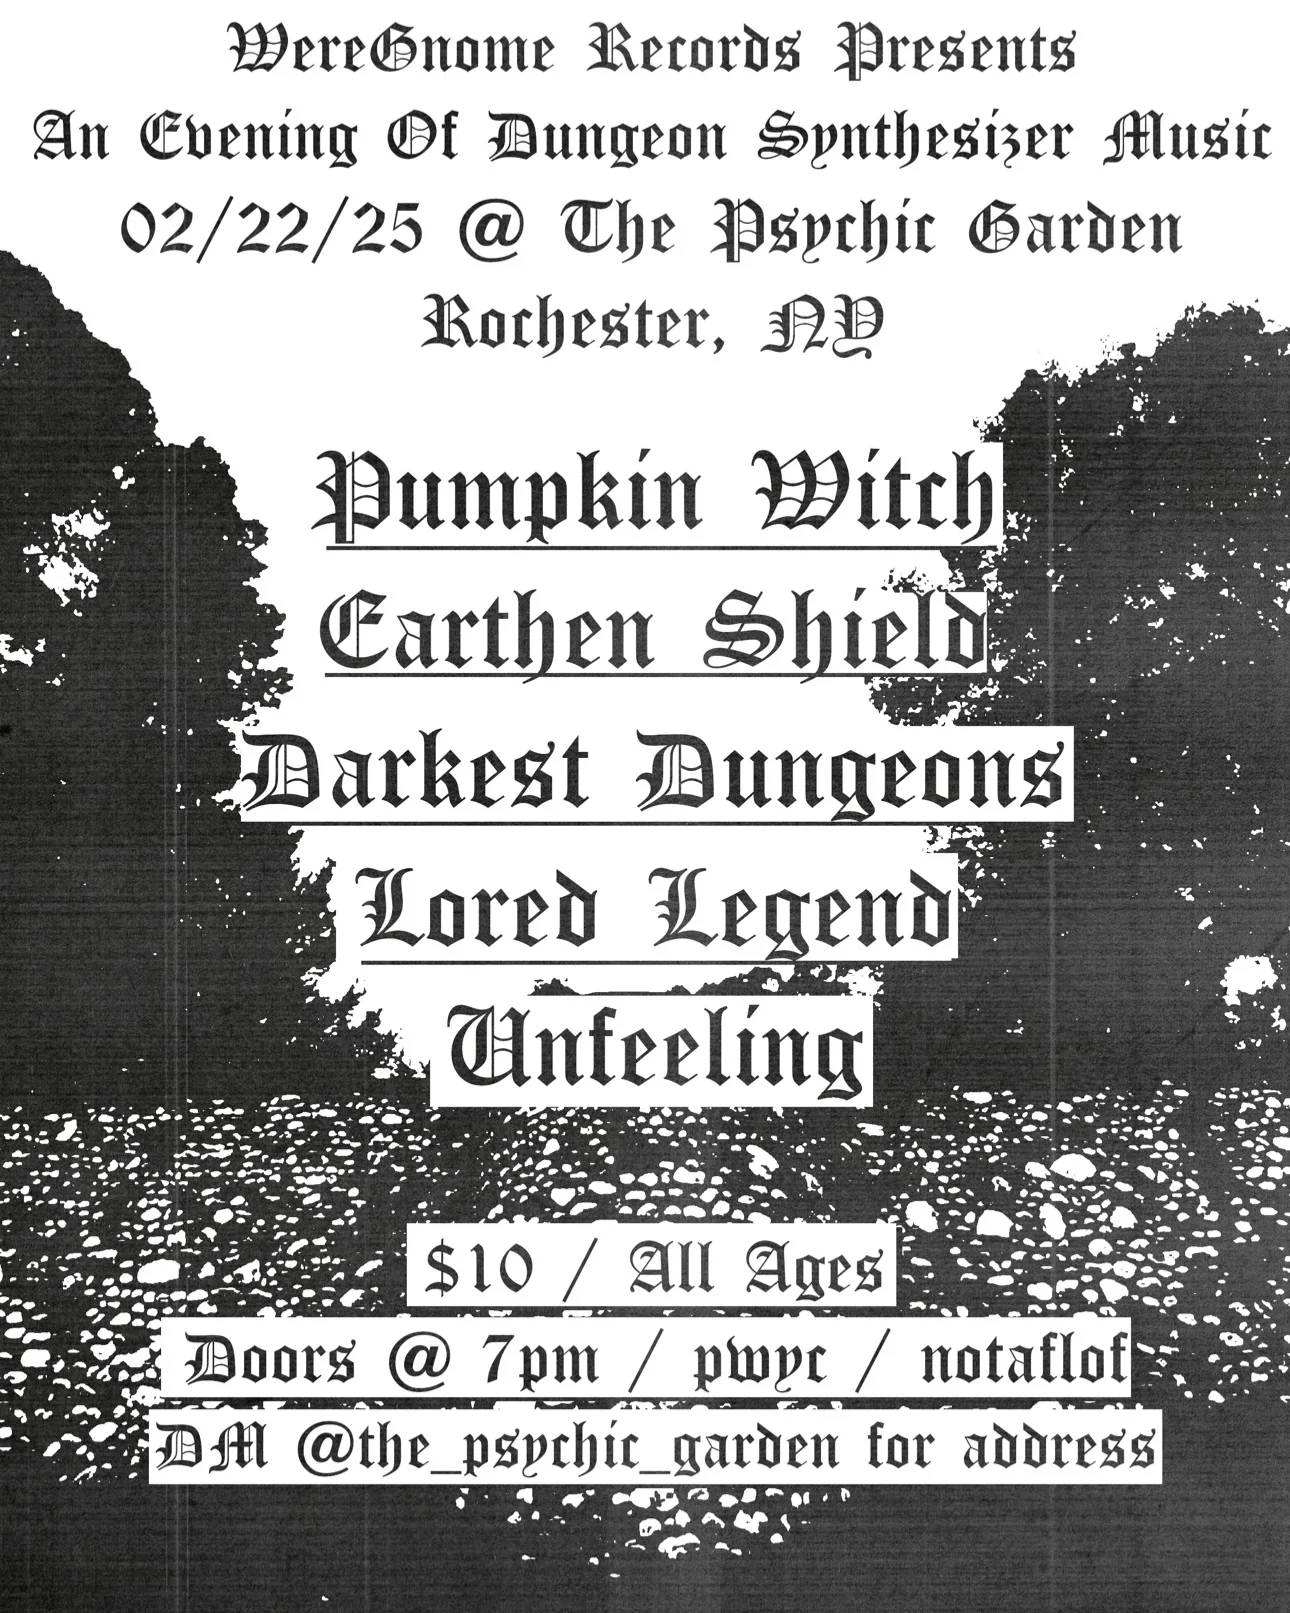 WereGnome Records Presents
An Evening Of Dungeon Synthesizer Music
02/22/25 @ The Psychic Garden
Rochester, NY
Pumpkin Witch
Earthen Shield
Darkest Dungeons
Lored Legend
Unfeeling
$10 / All Ages
Doors @ 7pm / pwyc / notaflof
DM @the_psychic_garden for address